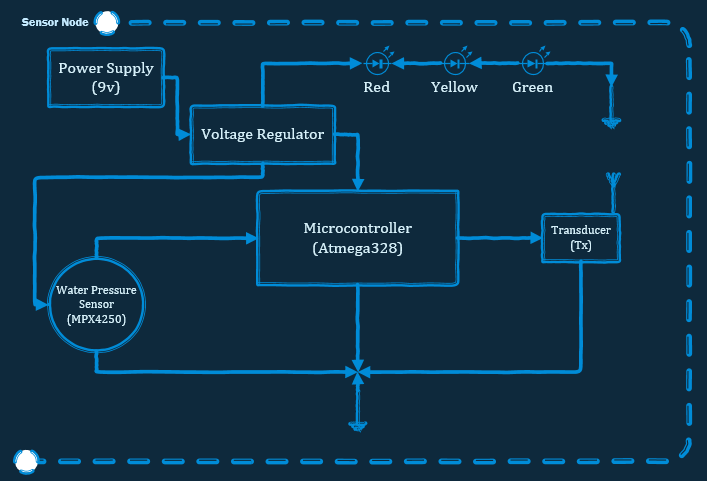 Sensor Node
Power Supply
(9v)
Red
Yellow
Green
Voltage Regulator
Microcontroller
(Atmega328)
Transducer
(Tx)
Water Pressure
Sensor
(MPX4250)